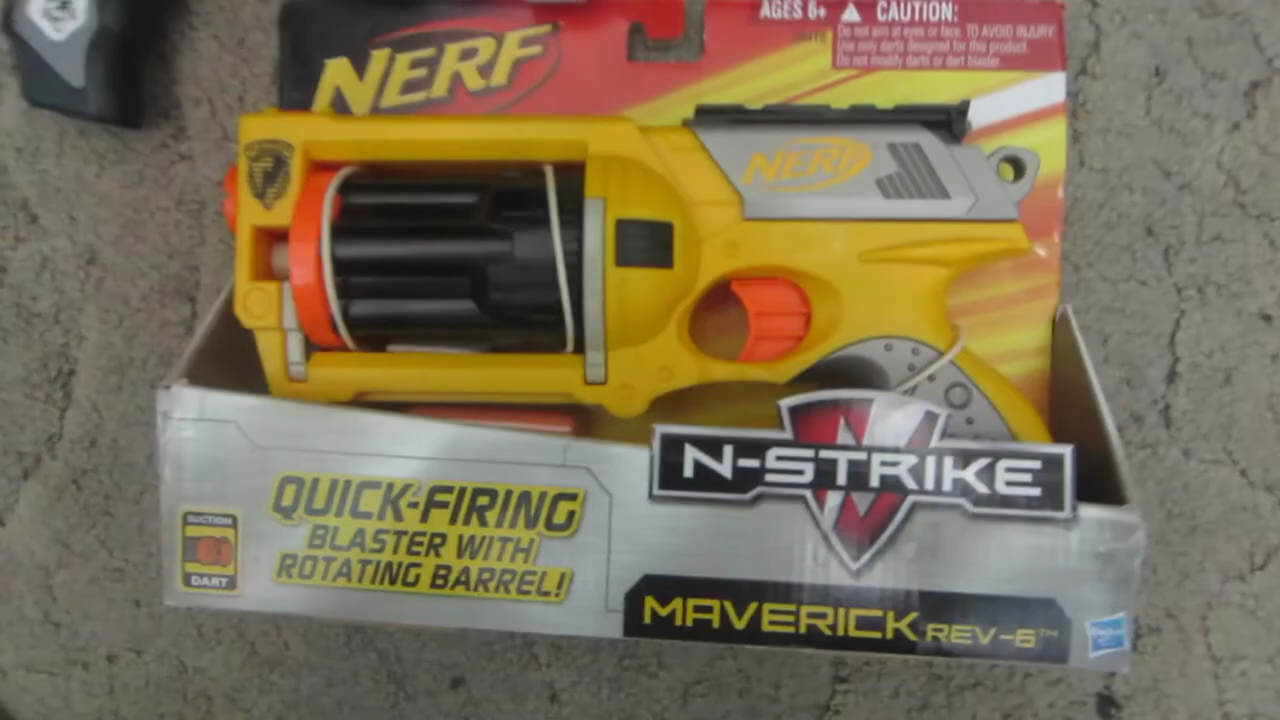 NERF
AGES 6+ CAUTION:
Do not aim at eyes or face. TO AVOID INJURY
Use only darts designed for this product.
Do not modify darts or dart blaster.
NERF
N-STRIKE
QUICK-FIRING
BLASTER WITH
ROTATING BARREL!
SUCTION
DART
MAVERICK REV-6™
Hasbro